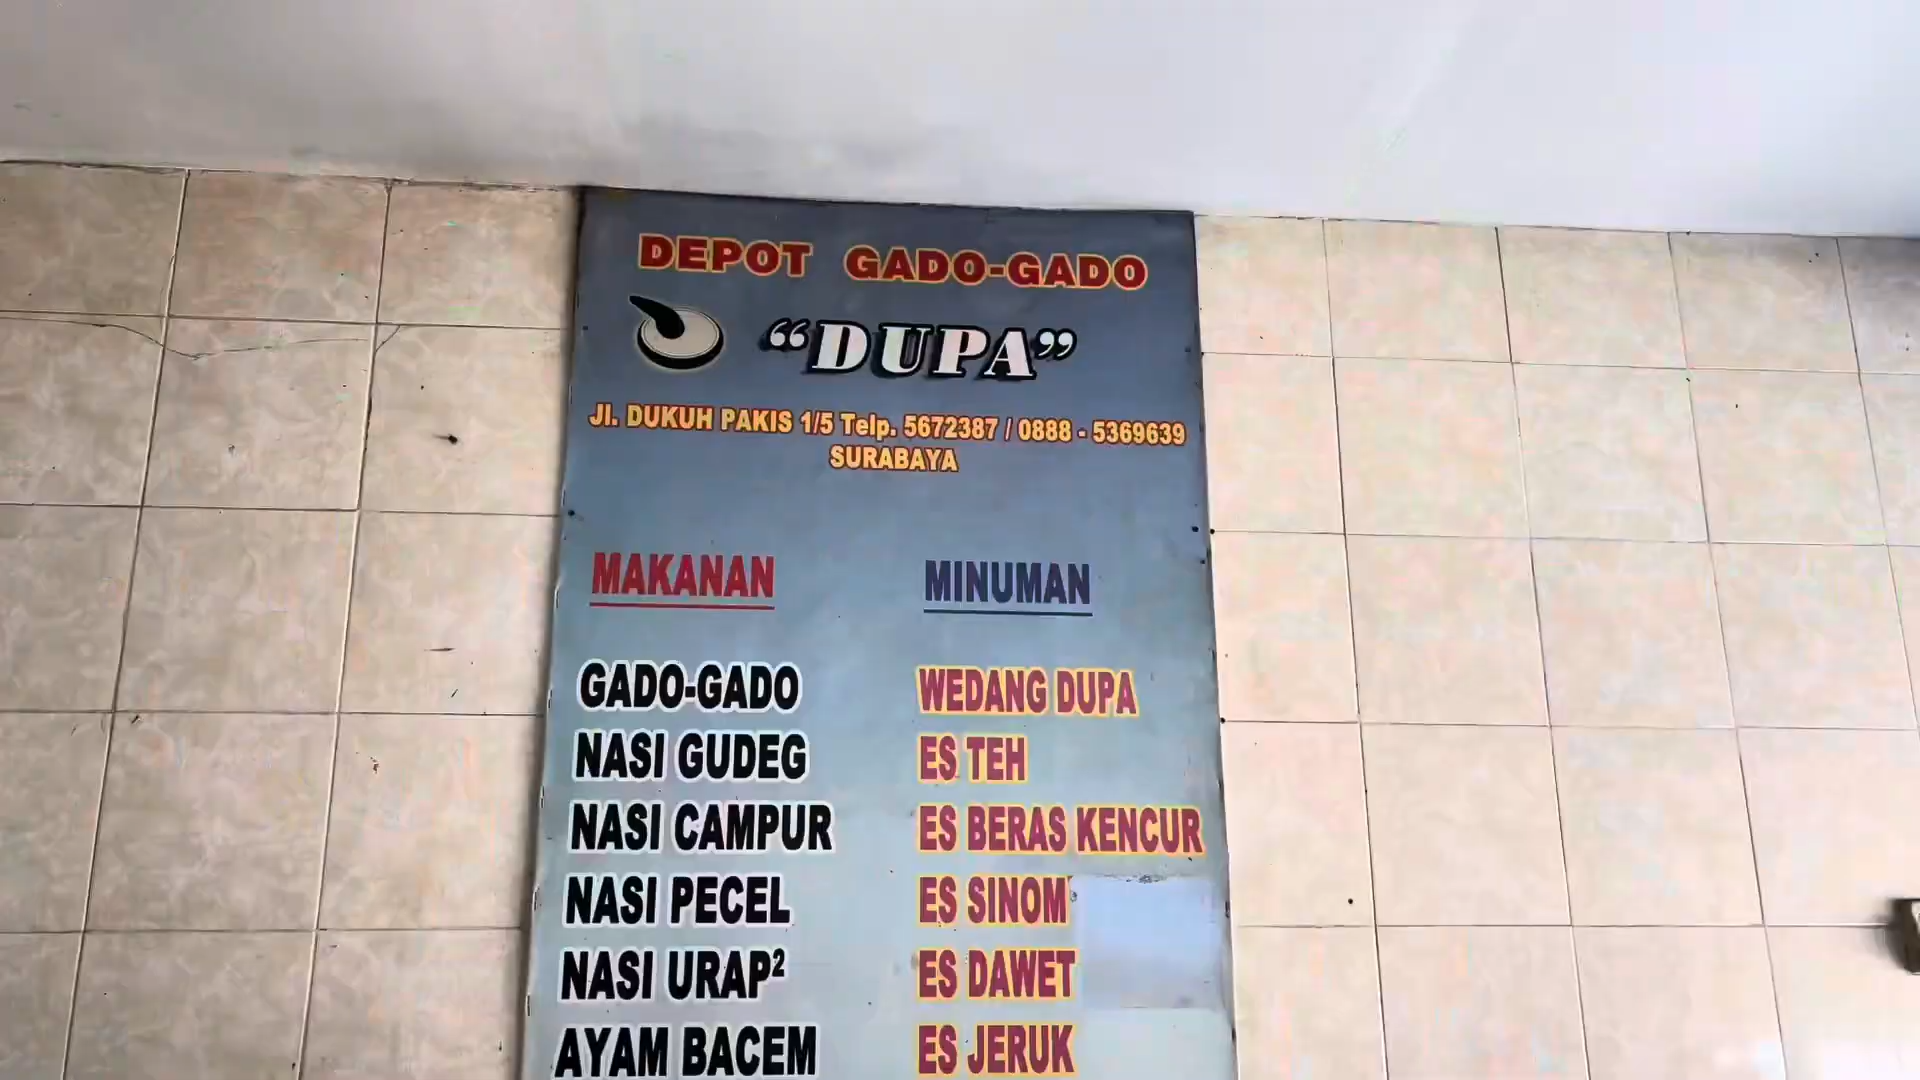 DEPOT GADO-GADO
“DUPA”
Jl. DUKUH PAKIS 1/5 Telp. 5672387 / 0888 - 5369639
SURABAYA
MAKANAN
GADO-GADO
NASI GUDEG
NASI CAMPUR
NASI PECEL
NASI URAP²
AYAM BACEM
MINUMAN
WEDANG DUPA
ES TEH
ES BERAS KENCUR
ES SINOM
ES DAWET
ES JERUK